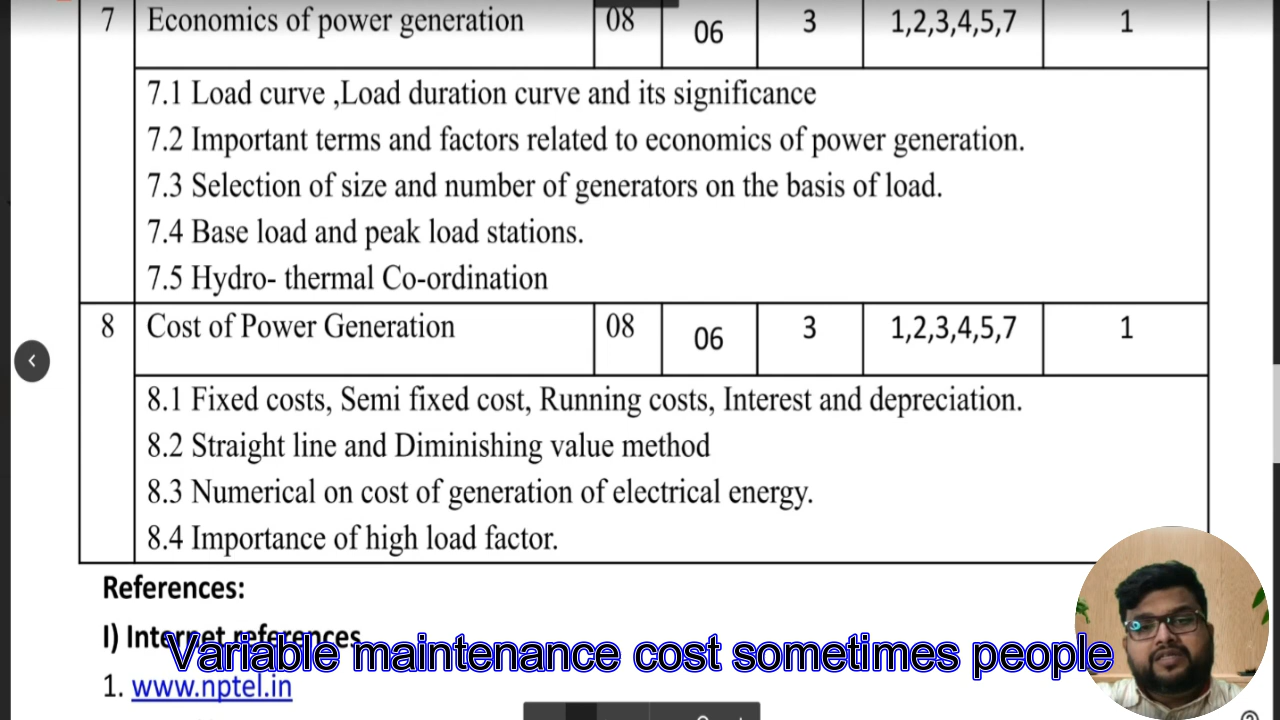 7 Economics of power generation 08 06 3 1,2,3,4,5,7 1
7.1 Load curve ,Load duration curve and its significance
7.2 Important terms and factors related to economics of power generation.
7.3 Selection of size and number of generators on the basis of load.
7.4 Base load and peak load stations.
7.5 Hydro- thermal Co-ordination
8 Cost of Power Generation 08 06 3 1,2,3,4,5,7 1
8.1 Fixed costs, Semi fixed cost, Running costs, Interest and depreciation.
8.2 Straight line and Diminishing value method
8.3 Numerical on cost of generation of electrical energy.
8.4 Importance of high load factor.
References:
I) Internet references
Variable maintenance cost sometimes people
1. www.nptel.in